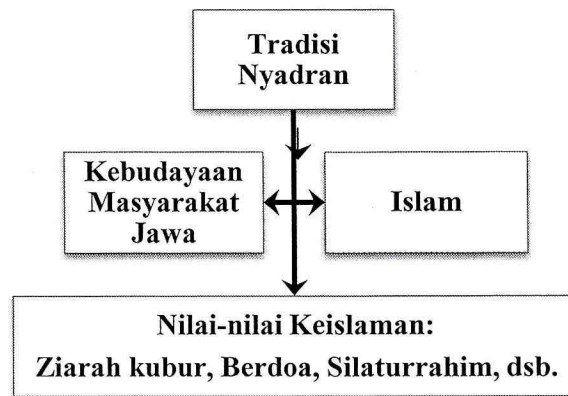 Tradisi
Nyadran
Kebudayaan
Masyarakat
Jawa
Islam
Nilai-nilai Keislaman:
Ziarah kubur, Berdoa, Silaturrahim, dsb.